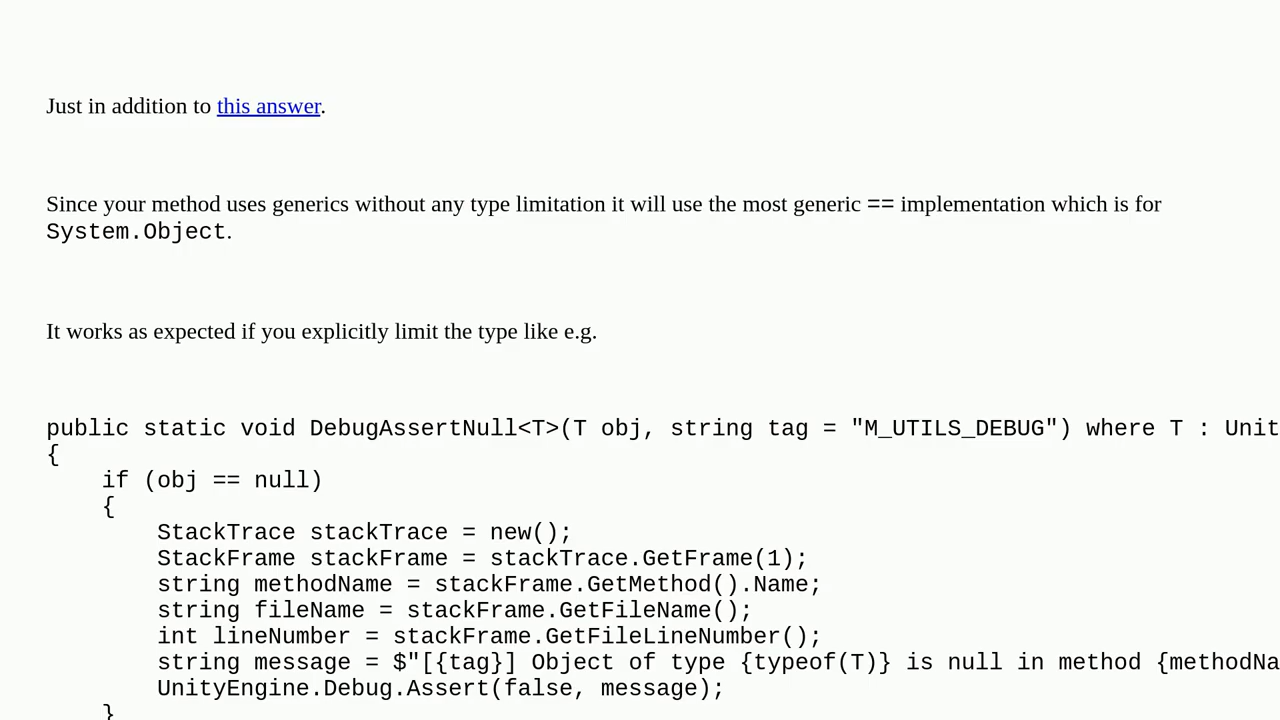 Just in addition to this answer.
Since your method uses generics without any type limitation it will use the most generic == implementation which is for
System.Object.
It works as expected if you explicitly limit the type like e.g.
public static void DebugAssertNull<T>(T obj, string tag = "M_UTILS_DEBUG") where T : Unit
{
    if (obj == null)
    {
        StackTrace stackTrace = new();
        StackFrame stackFrame = stackTrace.GetFrame(1);
        string methodName = stackFrame.GetMethod().Name;
        string fileName = stackFrame.GetFileName();
        int lineNumber = stackFrame.GetFileLineNumber();
        string message = $"[{tag}] Object of type {typeof(T)} is null in method {methodNa
        UnityEngine.Debug.Assert(false, message);
    }